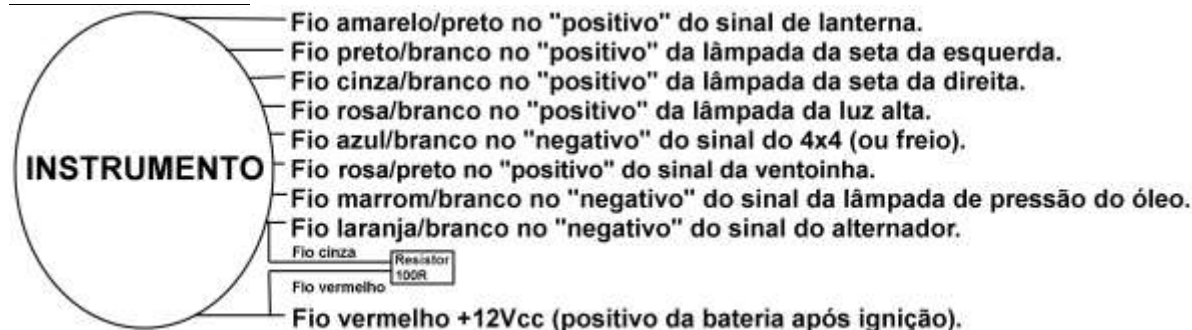 Fio amarelo/preto no "positivo" do sinal de lanterna.
Fio preto/branco no "positivo" da lâmpada da seta da esquerda.
Fio cinza/branco no "positivo" da lâmpada da seta da direita.
Fio rosa/branco no "positivo" da lâmpada da luz alta.
Fio azul/branco no "negativo" do sinal do 4x4 (ou freio).
INSTRUMENTO
Fio rosa/preto no "positivo" do sinal da ventoinha.
Fio marrom/branco no "negativo" do sinal da lâmpada de pressão do óleo.
Fio laranja/branco no "negativo" do sinal do alternador.
Fio cinza
Resistor
100R
Fio vermelho
Fio vermelho +12Vcc (positivo da bateria após ignição).